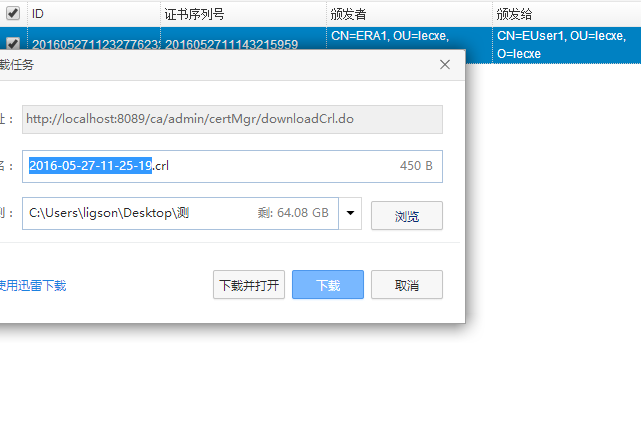 ID 证书序列号 颁发者 颁发给
201605271123277623 2016052711143215959 CN=ERA1, OU=lecxe, CN=EUser1, OU=lecxe,
O=lecxe
载任务
http://localhost:8089/ca/admin/certMgr/downloadCrl.do
2016-05-27-11-25-19.crl 450 B
C:\Users\ligson\Desktop\测 剩: 64.08 GB 浏览
使用迅雷下载 下载并打开 下载 取消